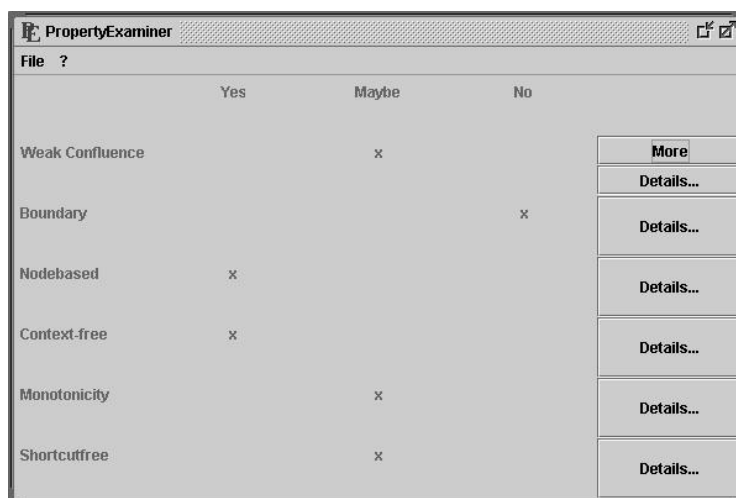 PE PropertyExaminer
File ?
Yes Maybe No
Weak Confluence x More
Details...
Boundary x Details...
Nodebased x Details...
Context-free x Details...
Monotonicity x Details...
Shortcutfree x Details...